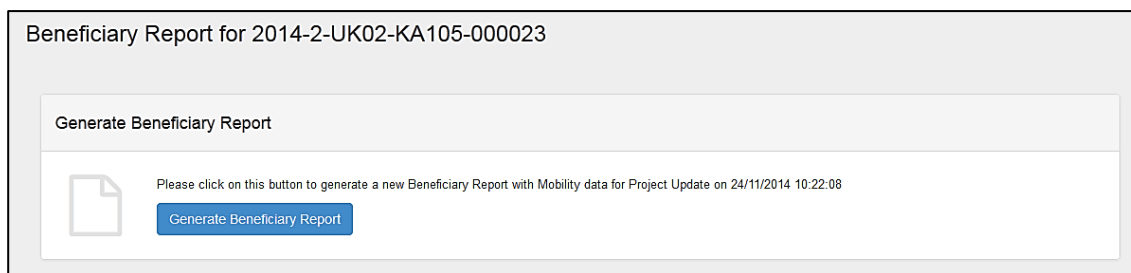 Beneficiary Report for 2014-2-UK02-KA105-000023
Generate Beneficiary Report
Please click on this button to generate a new Beneficiary Report with Mobility data for Project Update on 24/11/2014 10:22:08
Generate Beneficiary Report